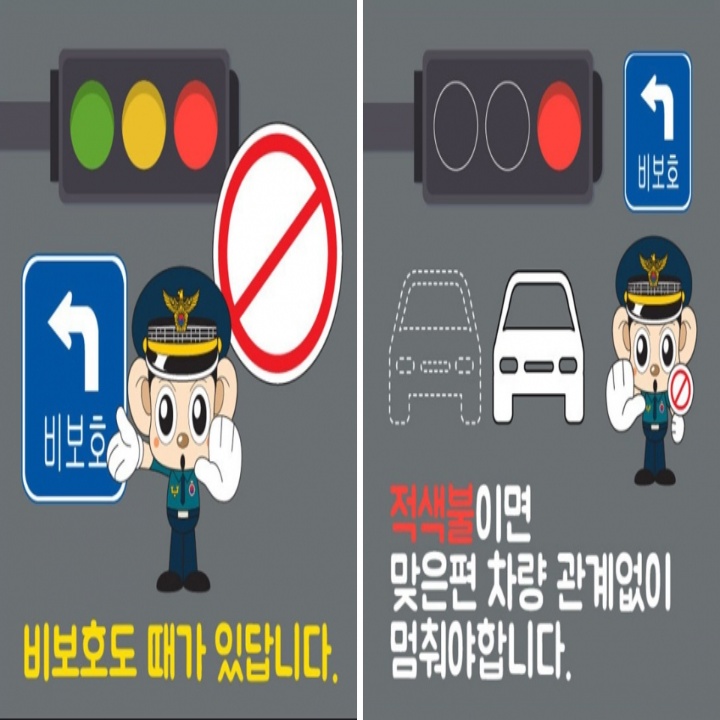 비보호
비보호도 때가 있답니다.
비보호
적색불이면
맞은편 차량 관계없이
멈춰야합니다.